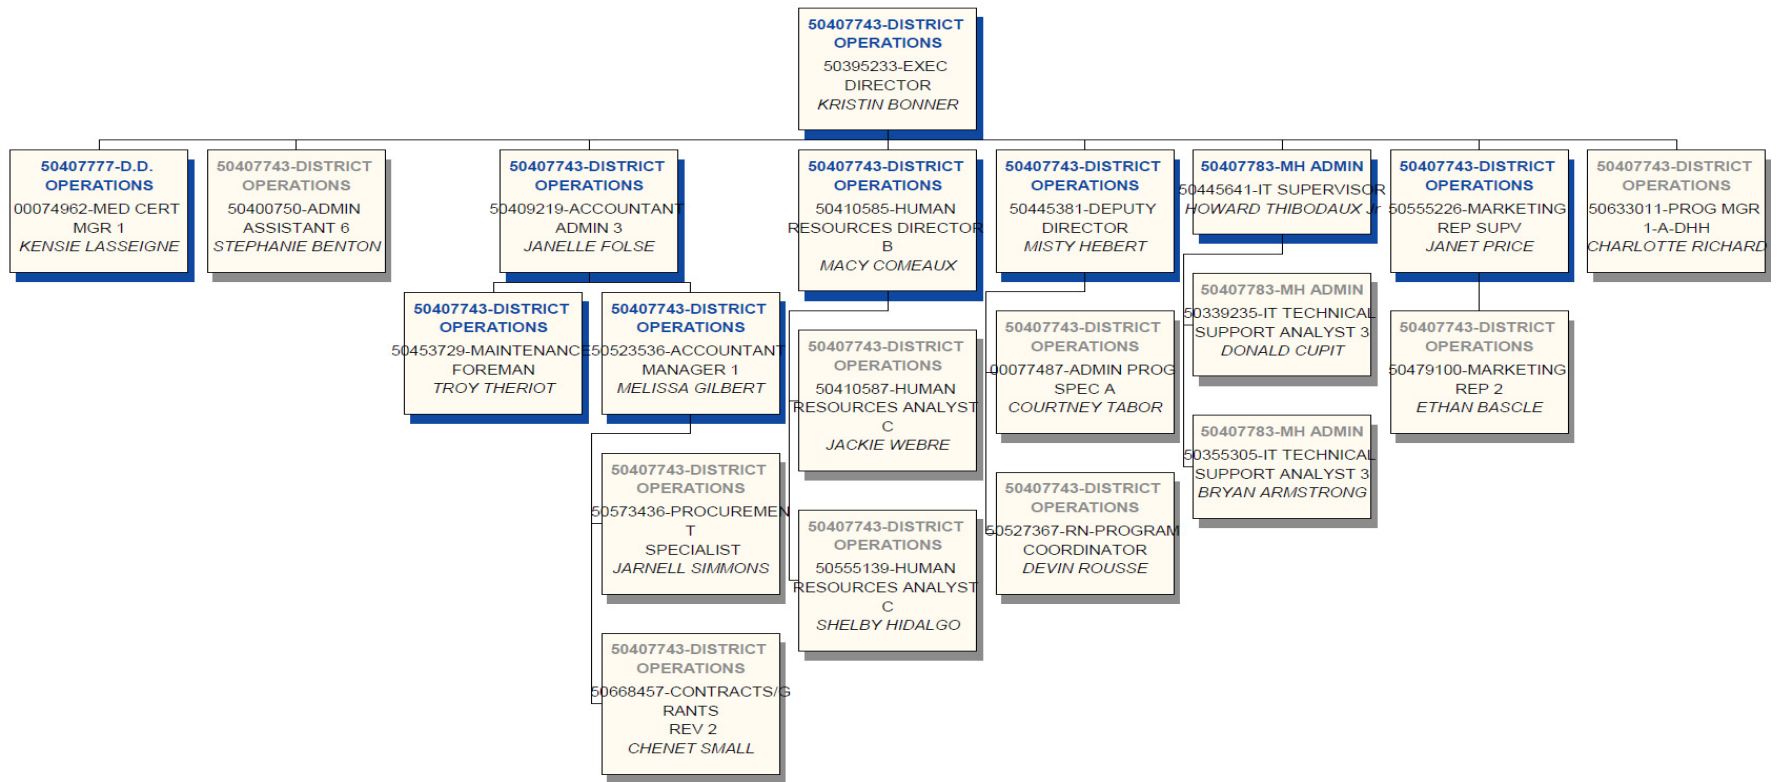 50407743-DISTRICT
OPERATIONS
50395233-EXEC
DIRECTOR
KRISTIN BONNER
50407777-D.D.
OPERATIONS
00074962-MED CERT
MGR 1
KENSIE LASSEIGNE
50407743-DISTRICT
OPERATIONS
50400750-ADMIN
ASSISTANT 6
STEPHANIE BENTON
50407743-DISTRICT
OPERATIONS
50409219-ACCOUNTANT
ADMIN 3
JANELLE FOLSE
50407743-DISTRICT
OPERATIONS
50410585-HUMAN
RESOURCES DIRECTOR
B
MACY COMEAUX
50407743-DISTRICT
OPERATIONS
50445381-DEPUTY
DIRECTOR
MISTY HEBERT
50407783-MH ADMIN
50445641-IT SUPERVISOR
HOWARD THIBODAUX Jr
50407743-DISTRICT
OPERATIONS
50555226-MARKETING
REP SUPV
JANET PRICE
50407743-DISTRICT
OPERATIONS
50633011-PROG MGR
1-A-DHH
CHARLOTTE RICHARD
50407743-DISTRICT
OPERATIONS
50453729-MAINTENANCE
FOREMAN
TROY THERIOT
50407743-DISTRICT
OPERATIONS
50523536-ACCOUNTANT
MANAGER 1
MELISSA GILBERT
50407743-DISTRICT
OPERATIONS
50573436-PROCUREMEN
T
SPECIALIST
JARNELL SIMMONS
50407743-DISTRICT
OPERATIONS
50668457-CONTRACTS/G
RANTS
REV 2
CHENET SMALL
50407743-DISTRICT
OPERATIONS
50410587-HUMAN
RESOURCES ANALYST
C
JACKIE WEBRE
50407743-DISTRICT
OPERATIONS
50555139-HUMAN
RESOURCES ANALYST
C
SHELBY HIDALGO
50407743-DISTRICT
OPERATIONS
00077487-ADMIN PROG
SPEC A
COURTNEY TABOR
50407743-DISTRICT
OPERATIONS
50527367-RN-PROGRAM
COORDINATOR
DEVIN ROUSSE
50407783-MH ADMIN
50339235-IT TECHNICAL
SUPPORT ANALYST 3
DONALD CUPIT
50407783-MH ADMIN
50355305-IT TECHNICAL
SUPPORT ANALYST 3
BRYAN ARMSTRONG
50407743-DISTRICT
OPERATIONS
50479100-MARKETING
REP 2
ETHAN BASCLE